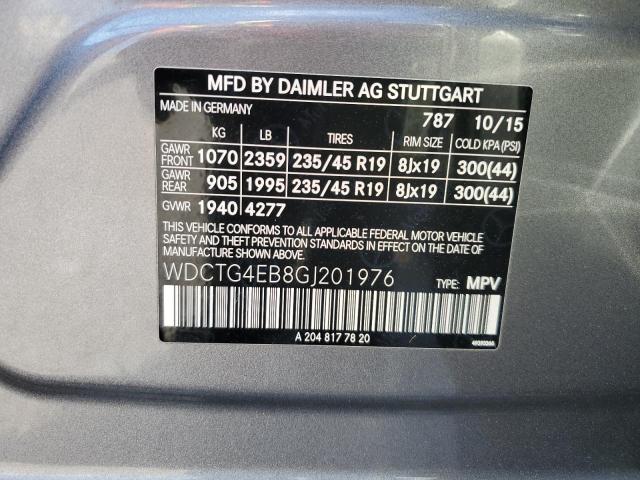 MFD BY DAIMLER AG STUTTGART
MADE IN GERMANY 787 10/15
KG LB TIRES RIM SIZE COLD KPA(PSI)
GAWR FRONT 1070 2359 235/45 R19 8Jx19 300(44)
GAWR REAR 905 1995 235/45 R19 8Jx19 300(44)
GVWR 1940 4277
THIS VEHICLE CONFORMS TO ALL APPLICABLE FEDERAL MOTOR VEHICLE
SAFETY BUMPER, AND THEFT PREVENTION STANDARDS IN EFFECT ON THE
DATE OF MANUFACTURE SHOWN ABOVE.
WDCTG4EB8GJ201976 TYPE: MPV
A 204 817 78 20